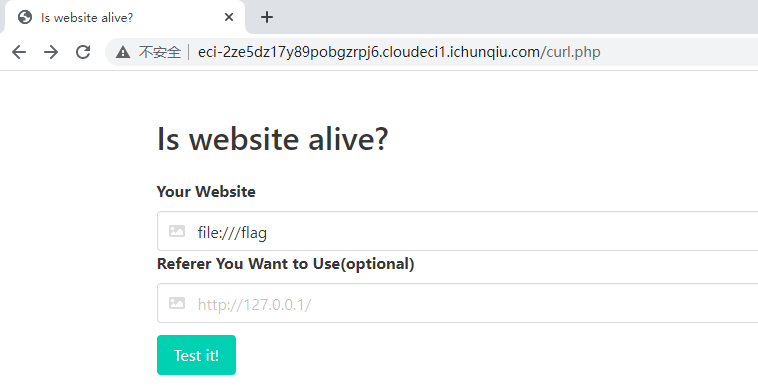 Is website alive?
不安全 eci-2ze5dz17y89pobgzrpj6.cloudeci1.ichunqiu.com/curl.php
Is website alive?
Your Website
file:///flag
Referer You Want to Use(optional)
http://127.0.0.1/
Test it!